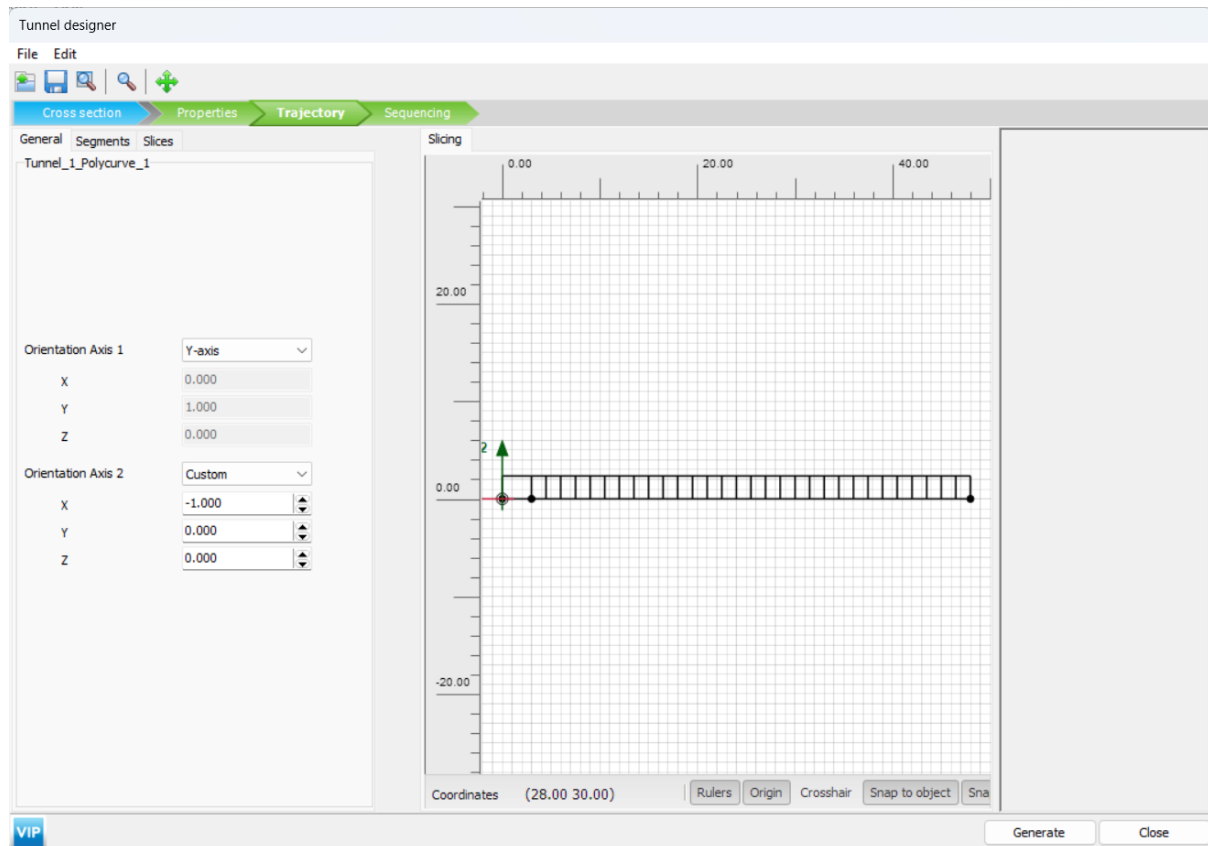 Tunnel designer
File Edit
Cross section Properties Trajectory Sequencing
General Segments Slices
Tunnel_1_Polycurve_1
Orientation Axis 1 Y-axis
X 0.000
Y 1.000
Z 0.000
Orientation Axis 2 Custom
X -1.000
Y 0.000
Z 0.000
Slicing
0.00 20.00 40.00
20.00
2
0.00
-20.00
Coordinates (28.00 30.00) Rulers Origin Crosshair Snap to object Sna
VIP Generate Close